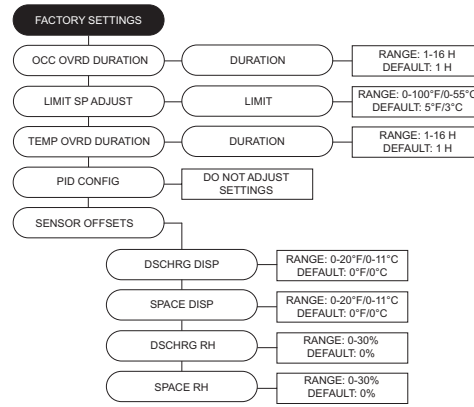 FACTORY SETTINGS
OCC OVRD DURATION
DURATION
RANGE: 1-16 H
DEFAULT: 1 H
LIMIT SP ADJUST
LIMIT
RANGE: 0-100°F/0-55°C
DEFAULT: 5°F/3°C
TEMP OVRD DURATION
DURATION
RANGE: 1-16 H
DEFAULT: 1 H
PID CONFIG
DO NOT ADJUST
SETTINGS
SENSOR OFFSETS
DSCHRG DISP
RANGE: 0-20°F/0-11°C
DEFAULT: 0°F/0°C
SPACE DISP
RANGE: 0-20°F/0-11°C
DEFAULT: 0°F/0°C
DSCHRG RH
RANGE: 0-30%
DEFAULT: 0%
SPACE RH
RANGE: 0-30%
DEFAULT: 0%